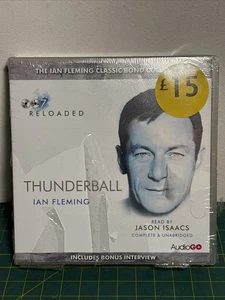 THE IAN FLEMING CLASSIC BOND
£15
007
RELOADED
THUNDERBALL
IAN FLEMING
READ BY
JASON ISAACS
COMPLETE & UNABRIDGED
AudioGO
INCLUDES BONUS INTERVIEW